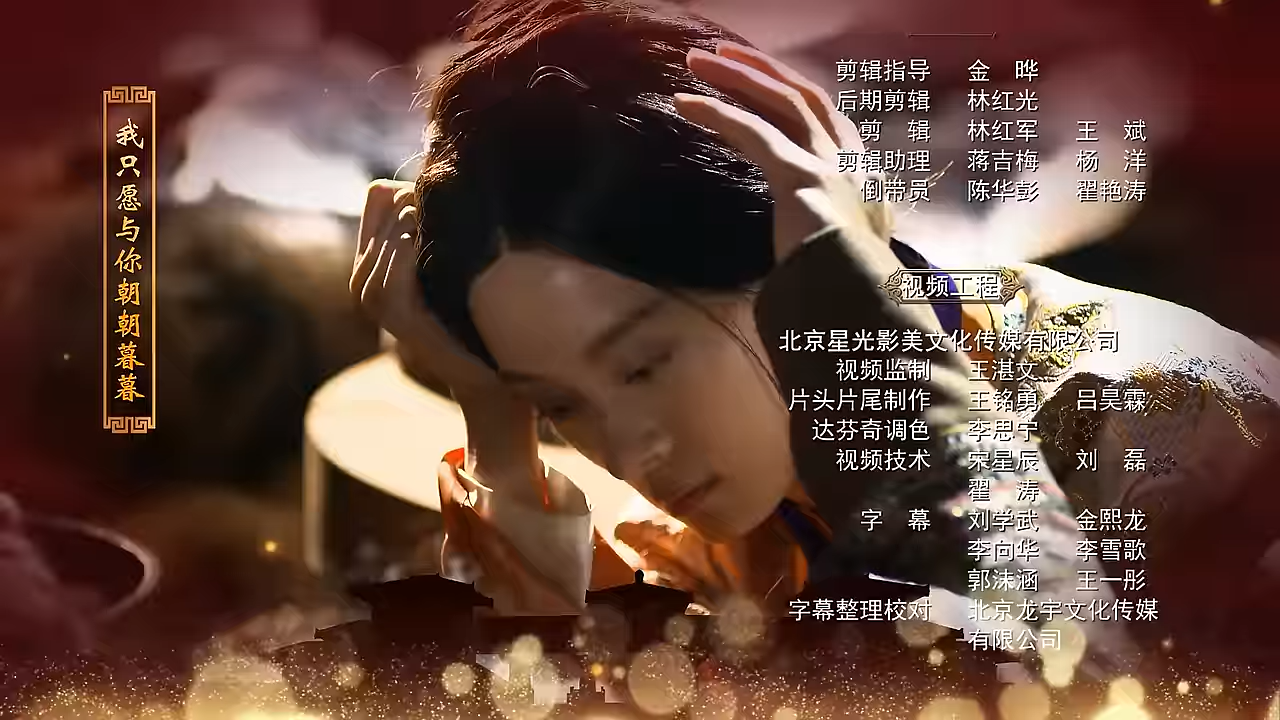 我只愿与你朝朝暮暮
剪辑指导 金 晔
后期剪辑 林红光
剪 辑 林红军 王 斌
剪辑助理 蒋吉梅 杨 洋
倒带员 陈华彭 翟艳涛
视频工程
北京星光影美文化传媒有限公司
视频监制 王湛文
片头片尾制作 王铭勇 吕昊霖
达芬奇调色 李思宁
视频技术 宋星辰 刘 磊
翟 涛
字 幕 刘学武 金熙龙
李向华 李雪歌
郭沫涵 王一彤
字幕整理校对 北京龙宇文化传媒
有限公司